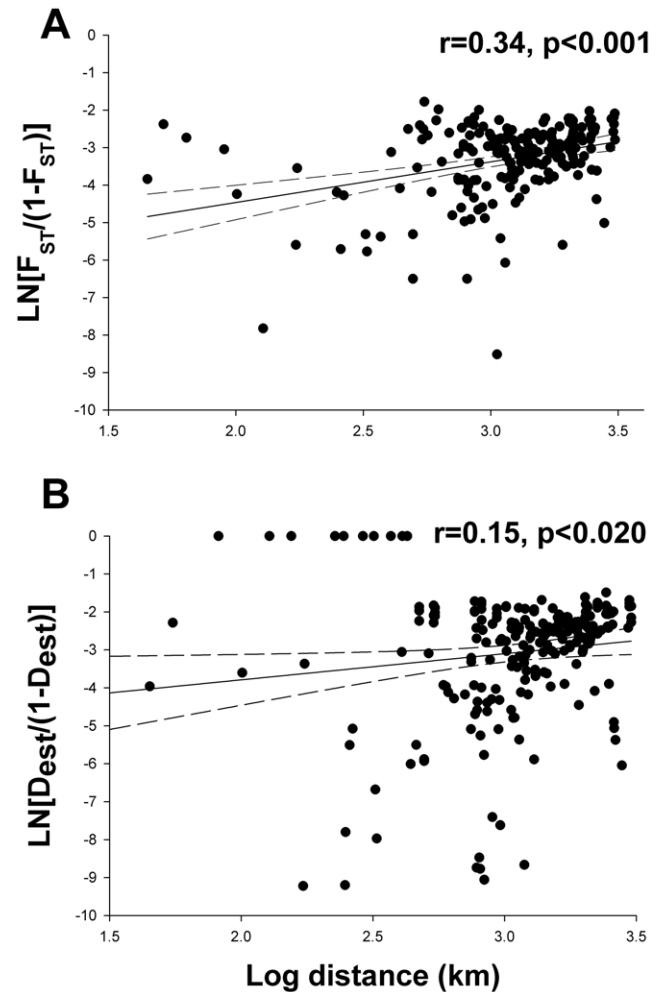 A
r=0.34, p<0.001
LN[F_ST/(1-F_ST)]
0
-1
-2
-3
-4
-5
-6
-7
-8
-9
-10
1.5 2.0 2.5 3.0 3.5
B
r=0.15, p<0.020
LN[Dest/(1-Dest)]
0
-1
-2
-3
-4
-5
-6
-7
-8
-9
-10
1.5 2.0 2.5 3.0 3.5
Log distance (km)